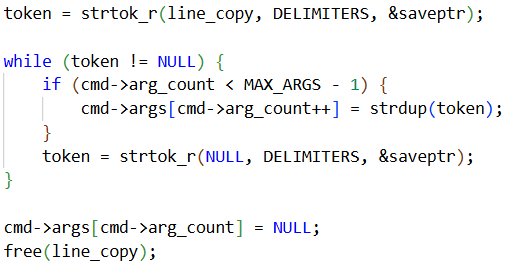 token = strtok_r(line_copy, DELIMITERS, &saveptr);

while (token != NULL) {
    if (cmd->arg_count < MAX_ARGS - 1) {
        cmd->args[cmd->arg_count++] = strdup(token);
    }
    token = strtok_r(NULL, DELIMITERS, &saveptr);
}

cmd->args[cmd->arg_count] = NULL;
free(line_copy);